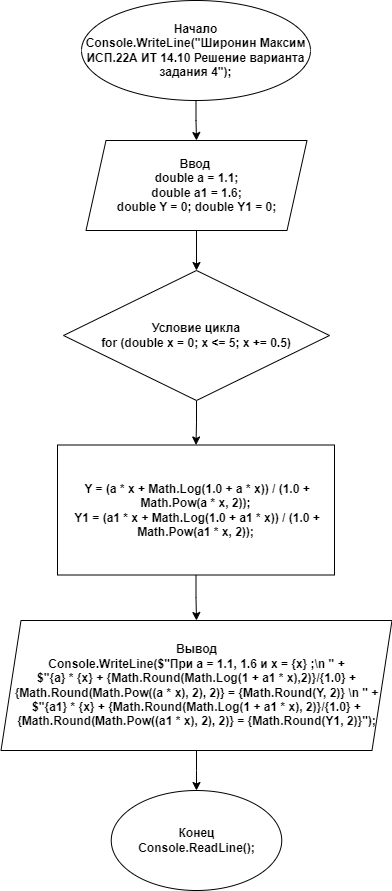 Начало
Console.WriteLine("Широнин Максим
ИСП.22А ИТ 14.10 Решение варианта
задания 4");
Ввод
double a = 1.1;
double a1 = 1.6;
double Y = 0; double Y1 = 0;
Условие цикла
for (double x = 0; x <= 5; x += 0.5)
Y = (a * x + Math.Log(1.0 + a * x)) / (1.0 +
Math.Pow(a * x, 2));
Y1 = (a1 * x + Math.Log(1.0 + a1 * x)) / (1.0 +
Math.Pow(a1 * x, 2));
Вывод
Console.WriteLine($"При a = 1.1, 1.6 и x = {x} ;\n " +
$"{a} * {x} + {Math.Round(Math.Log(1 + a1 * x),2)}/{1.0} +
{Math.Round(Math.Pow((a * x), 2), 2)} = {Math.Round(Y, 2)} \n " +
$"{a1} * {x} + {Math.Round(Math.Log(1 + a1 * x), 2)}/{1.0} +
{Math.Round(Math.Pow((a1 * x), 2), 2)} = {Math.Round(Y1, 2)}");
Конец
Console.ReadLine();